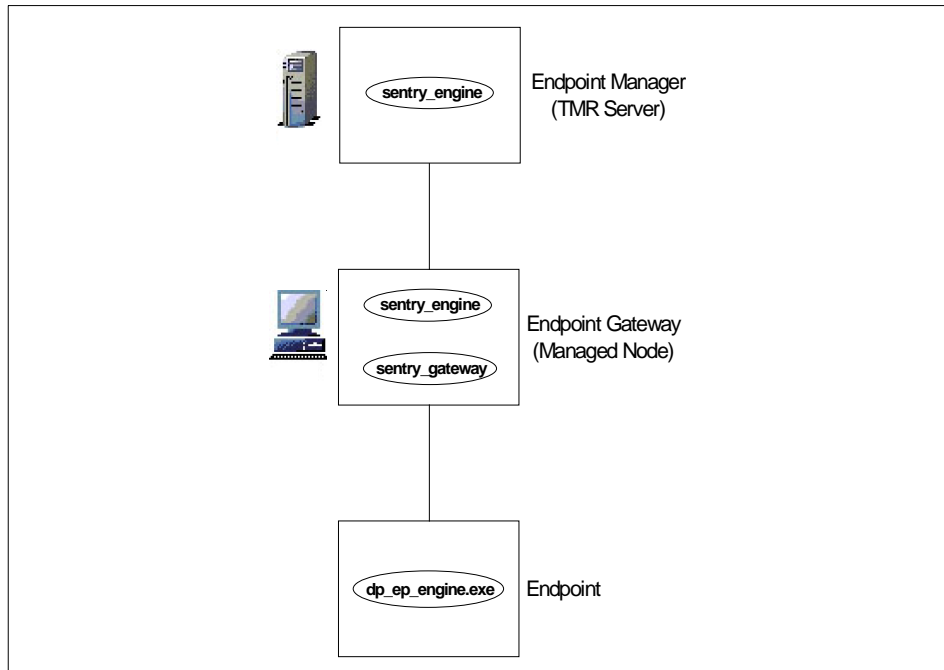 sentry_engine
Endpoint Manager
(TMR Server)
sentry_engine
sentry_gateway
Endpoint Gateway
(Managed Node)
dp_ep_engine.exe
Endpoint